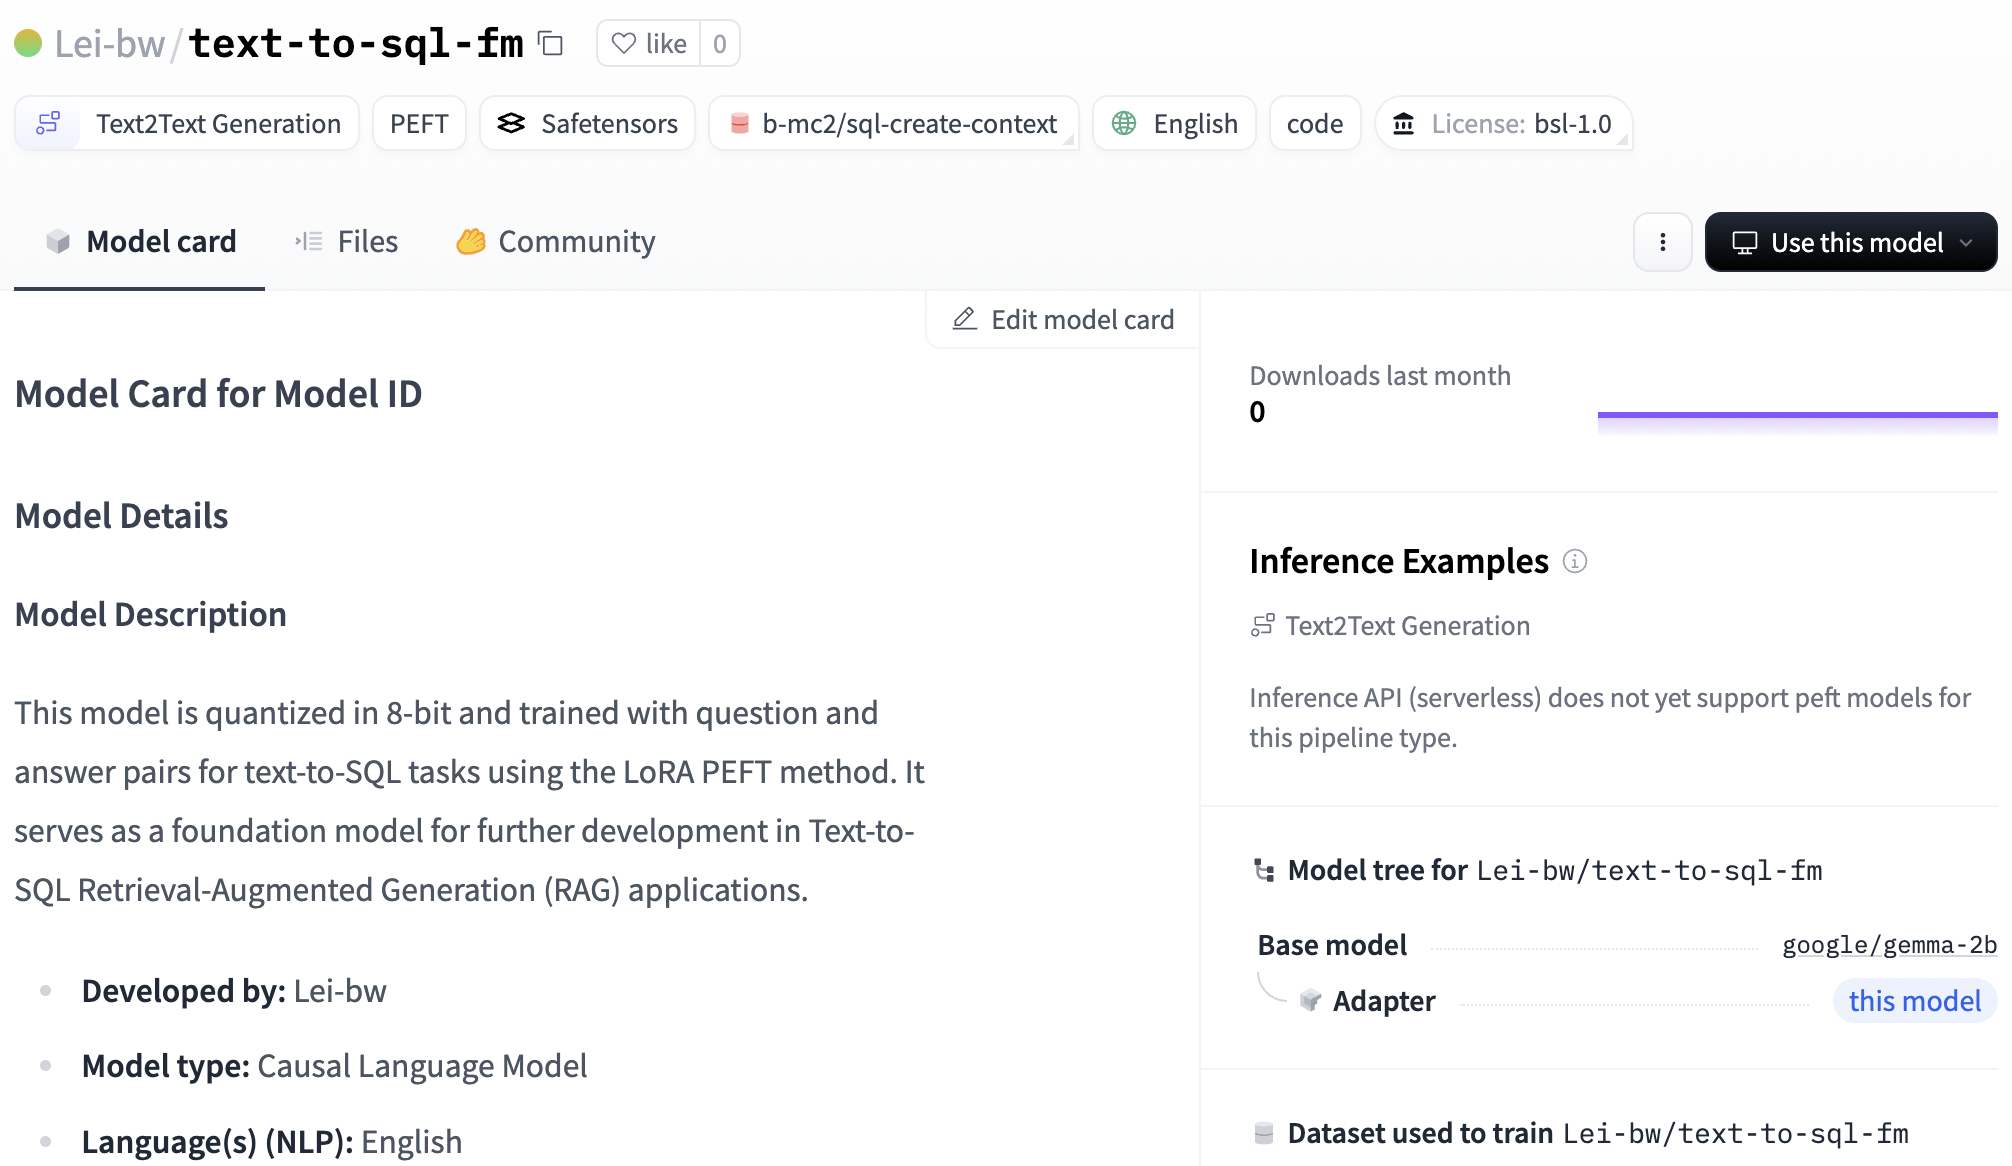 Lei-bw/text-to-sql-fm
like 0
Text2Text Generation PEFT Safetensors b-mc2/sql-create-context English code License: bsl-1.0
Model card Files Community
Use this model
Edit model card
Model Card for Model ID
Model Details
Model Description
This model is quantized in 8-bit and trained with question and
answer pairs for text-to-SQL tasks using the LoRA PEFT method. It
serves as a foundation model for further development in Text-to-
SQL Retrieval-Augmented Generation (RAG) applications.
Developed by: Lei-bw
Model type: Causal Language Model
Language(s) (NLP): English
Downloads last month
0
Inference Examples
Text2Text Generation
Inference API (serverless) does not yet support peft models for
this pipeline type.
Model tree for Lei-bw/text-to-sql-fm
Base model google/gemma-2b
Adapter this model
Dataset used to train Lei-bw/text-to-sql-fm